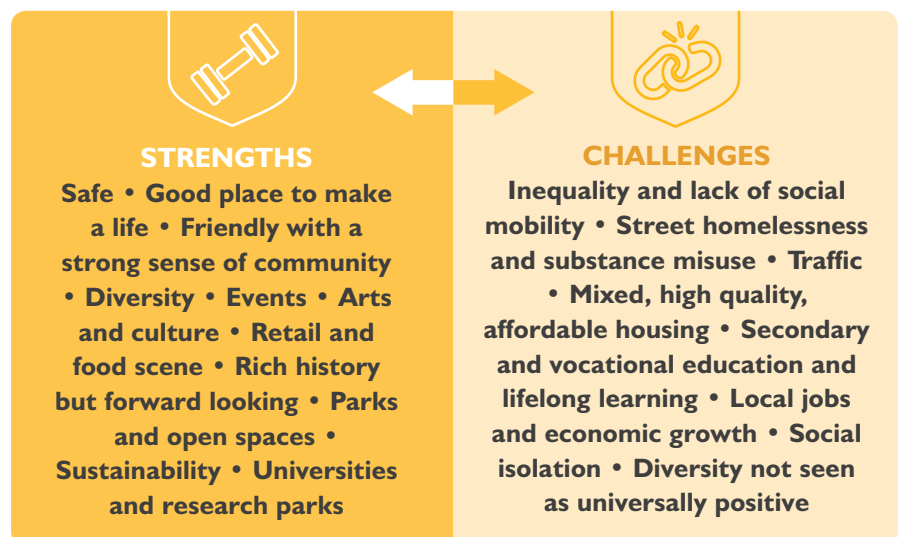 STRENGTHS
Safe • Good place to make
a life • Friendly with a
strong sense of community
• Diversity • Events • Arts
and culture • Retail and
food scene • Rich history
but forward looking • Parks
and open spaces •
Sustainability • Universities
and research parks
CHALLENGES
Inequality and lack of social
mobility • Street homelessness
and substance misuse • Traffic
• Mixed, high quality,
affordable housing • Secondary
and vocational education and
lifelong learning • Local jobs
and economic growth • Social
isolation • Diversity not seen
as universally positive